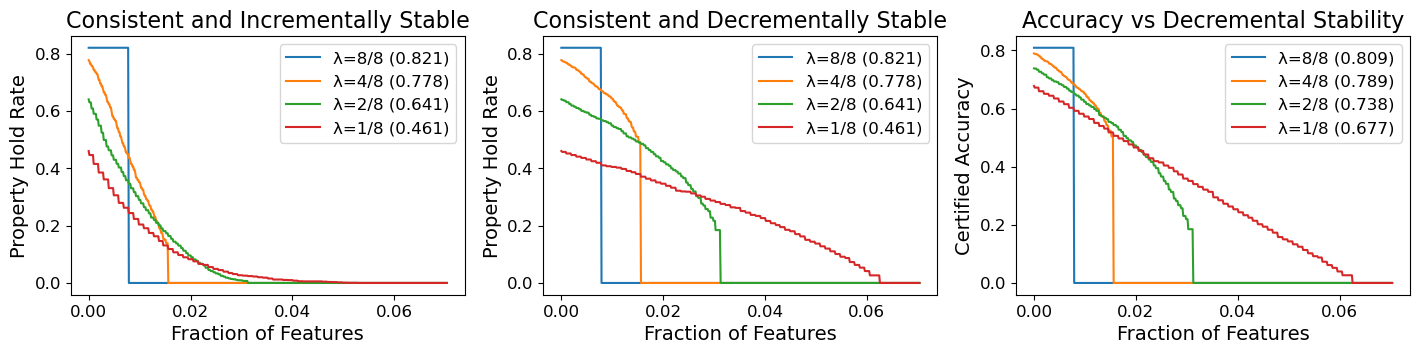 Consistent and Incrementally Stable
Property Hold Rate
0.8
0.6
0.4
0.2
0.0
λ=8/8 (0.821)
λ=4/8 (0.778)
λ=2/8 (0.641)
λ=1/8 (0.461)
0.00
0.02
0.04
0.06
Fraction of Features
Consistent and Decrementally Stable
Property Hold Rate
0.8
0.6
0.4
0.2
0.0
λ=8/8 (0.821)
λ=4/8 (0.778)
λ=2/8 (0.641)
λ=1/8 (0.461)
0.00
0.02
0.04
0.06
Fraction of Features
Accuracy vs Decremental Stability
Certified Accuracy
0.8
0.6
0.4
0.2
0.0
λ=8/8 (0.809)
λ=4/8 (0.789)
λ=2/8 (0.738)
λ=1/8 (0.677)
0.00
0.02
0.04
0.06
Fraction of Features